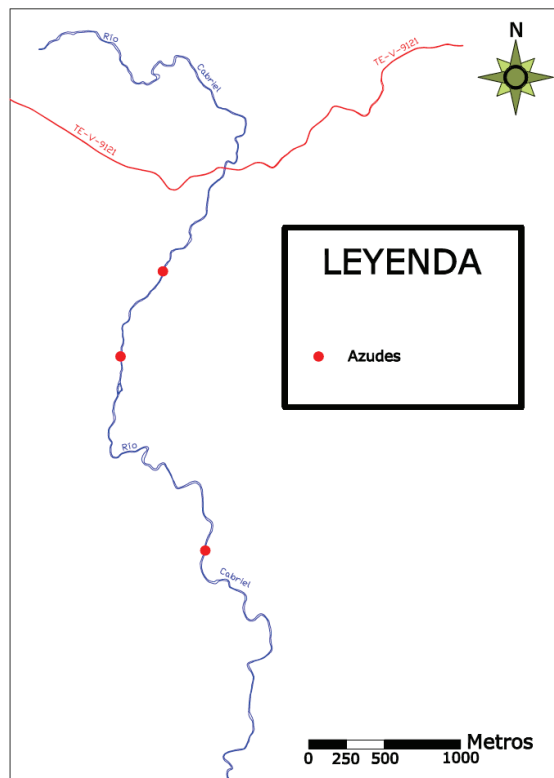 N
Río
Cabriel
TE-V-9121
TE-V-9121
LEYENDA
Azudes
Río
Cabriel
Metros
0 250 500 1000